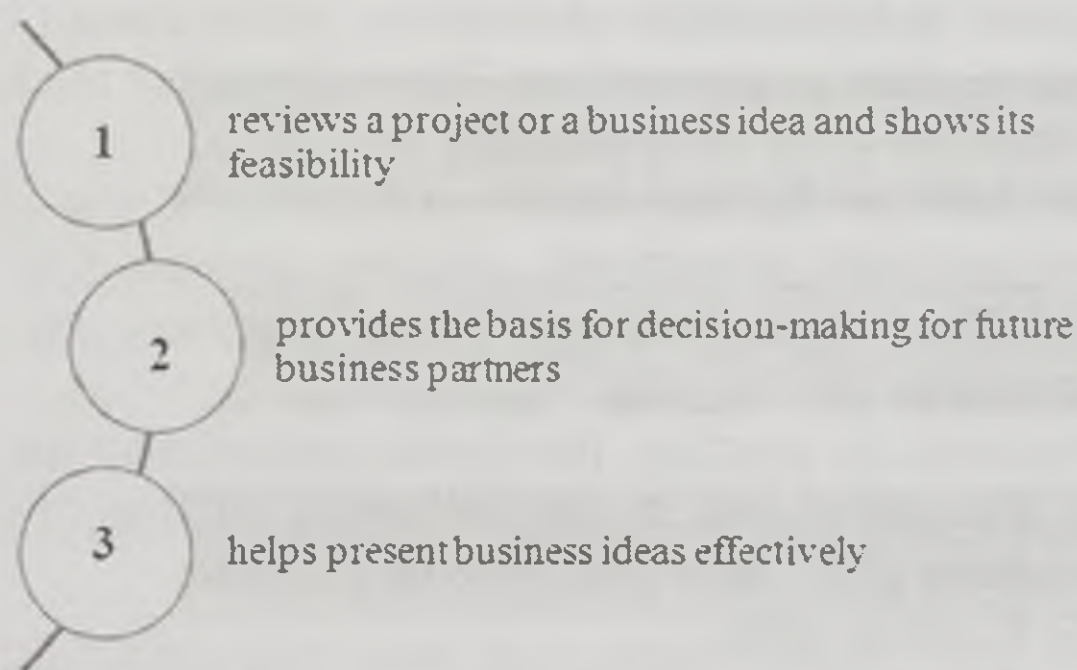 1
reviews a project or a business idea and shows its
feasibility
2
provides the basis for decision-making for future
business partners
3
helps present business ideas effectively